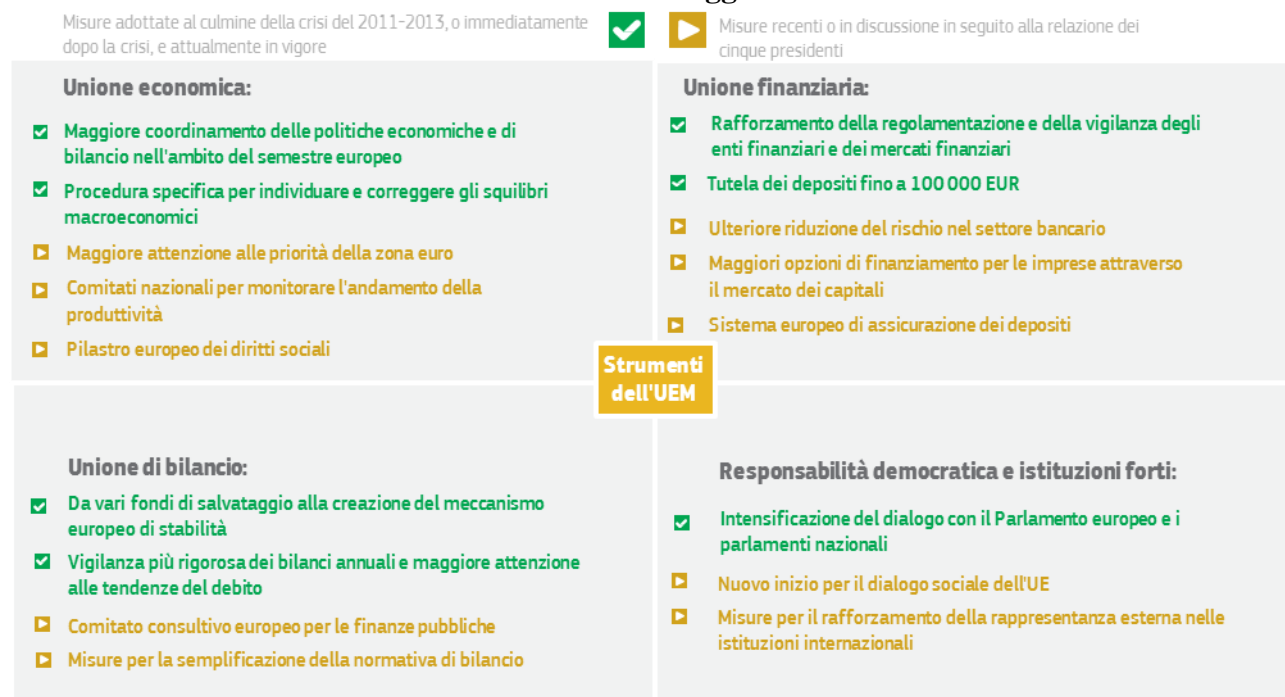 Misure adottate al culmine della crisi del 2011-2013, o immediatamente
dopo la crisi, e attualmente in vigore
Misure recenti o in discussione in seguito alla relazione dei
cinque presidenti
Unione economica:
Maggiore coordinamento delle politiche economiche e di
bilancio nell'ambito del semestre europeo
Procedura specifica per individuare e correggere gli squilibri
macroeconomici
Maggiore attenzione alle priorità della zona euro
Comitati nazionali per monitorare l'andamento della
produttività
Pilastro europeo dei diritti sociali
Unione finanziaria:
Rafforzamento della regolamentazione e della vigilanza degli
enti finanziari e dei mercati finanziari
Tutela dei depositi fino a 100 000 EUR
Ulteriore riduzione del rischio nel settore bancario
Maggiori opzioni di finanziamento per le imprese attraverso
il mercato dei capitali
Sistema europeo di assicurazione dei depositi
Strumenti
dell'UEM
Unione di bilancio:
Da vari fondi di salvataggio alla creazione del meccanismo
europeo di stabilità
Vigilanza più rigorosa dei bilanci annuali e maggiore attenzione
alle tendenze del debito
Comitato consultivo europeo per le finanze pubbliche
Misure per la semplificazione della normativa di bilancio
Responsabilità democratica e istituzioni forti:
Intensificazione del dialogo con il Parlamento europeo e i
parlamenti nazionali
Nuovo inizio per il dialogo sociale dell'UE
Misure per il rafforzamento della rappresentanza esterna nelle
istituzioni internazionali